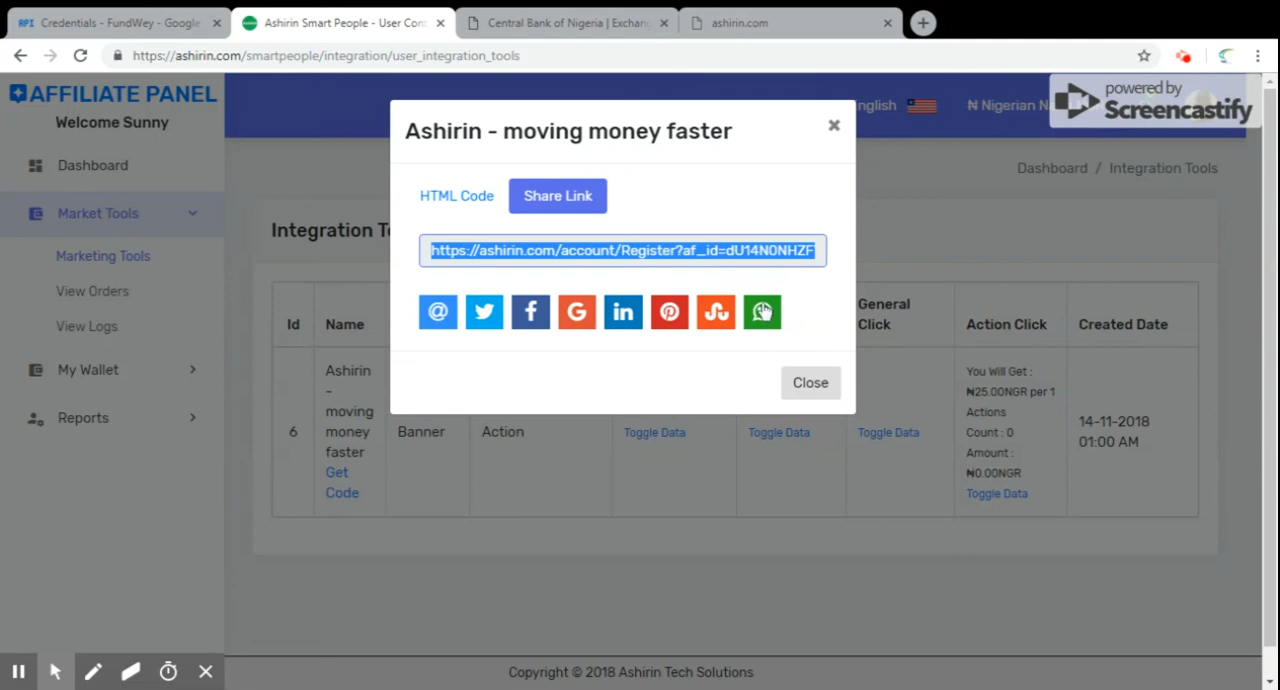 RPI Credentials - FundWey - Google
Ashirin Smart People - User Con
Central Bank of Nigeria | Exchan
ashirin.com
https://ashirin.com/smartpeople/integration/user_integration_tools
AFFILIATE PANEL
Welcome Sunny
Dashboard
Market Tools
Marketing Tools
View Orders
View Logs
My Wallet
Reports
nglish
₦ Nigerian N
powered by
Screencastify
Dashboard / Integration Tools
Integration T
Ashirin - moving money faster
HTML Code
Share Link
https://ashirin.com/account/Register?af_id=dU14N0NHZF
Close
Id
Name
General
Click
Action Click
Created Date
6
Ashirin
-
moving
money
faster
Get
Code
Banner
Action
Toggle Data
Toggle Data
Toggle Data
You Will Get :
₦25.00NGR per 1
Actions
Count : 0
Amount :
₦0.00NGR
Toggle Data
14-11-2018
01:00 AM
Copyright © 2018 Ashirin Tech Solutions